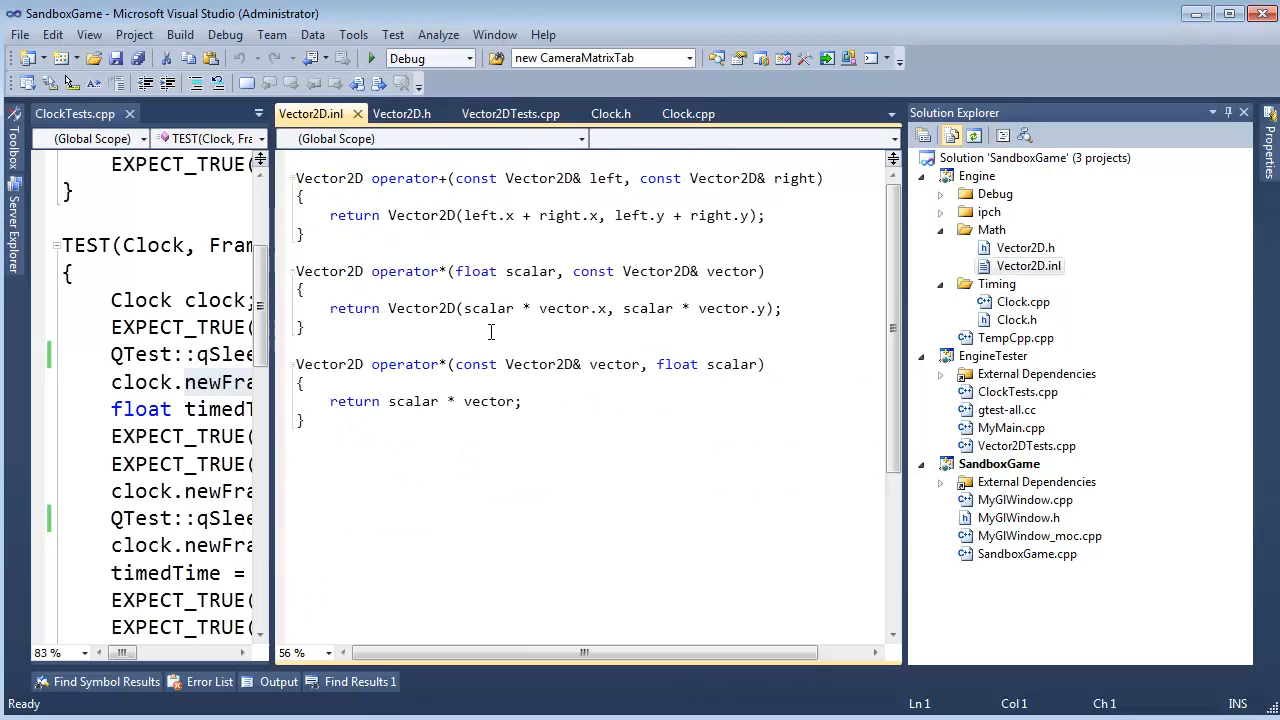 SandboxGame - Microsoft Visual Studio (Administrator)
File Edit View Project Build Debug Team Data Tools Test Analyze Window Help
Debug new CameraMatrixTab
ClockTests.cpp
(Global Scope) TEST(Clock, Fra
EXPECT_TRUE(
}
TEST(Clock, Fram
{
Clock clock;
EXPECT_TRUE(
QTest::qSlee
clock.newFra
float timedT
EXPECT_TRUE(
EXPECT_TRUE(
clock.newFra
QTest::qSlee
clock.newFra
timedTime =
EXPECT_TRUE(
EXPECT_TRUE(
83 %
Vector2D.inl Vector2D.h Vector2DTests.cpp Clock.h Clock.cpp
(Global Scope)
Vector2D operator+(const Vector2D& left, const Vector2D& right)
{
return Vector2D(left.x + right.x, left.y + right.y);
}
Vector2D operator*(float scalar, const Vector2D& vector)
{
return Vector2D(scalar * vector.x, scalar * vector.y);
}
Vector2D operator*(const Vector2D& vector, float scalar)
{
return scalar * vector;
}
56 %
Solution Explorer
Solution 'SandboxGame' (3 projects)
Engine
Debug
ipch
Math
Vector2D.h
Vector2D.inl
Timing
Clock.cpp
Clock.h
TempCpp.cpp
EngineTester
External Dependencies
ClockTests.cpp
gtest-all.cc
MyMain.cpp
Vector2DTests.cpp
SandboxGame
External Dependencies
MyGlWindow.cpp
MyGlWindow.h
MyGlWindow_moc.cpp
SandboxGame.cpp
Toolbox
Server Explorer
Properties
Find Symbol Results Error List Output Find Results 1
Ready Ln 1 Col 1 Ch 1 INS